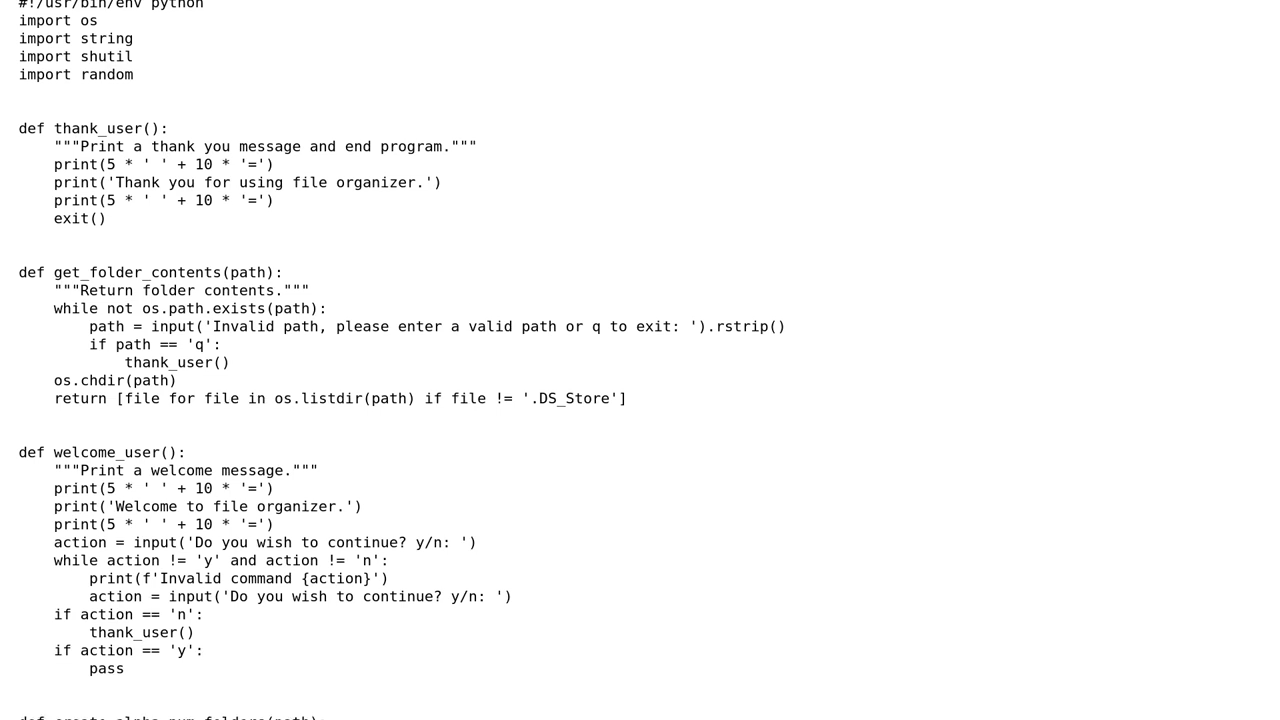 #!/usr/bin/env python
import os
import string
import shutil
import random
def thank_user():
    """Print a thank you message and end program."""
    print(5 * ' ' + 10 * '=')
    print('Thank you for using file organizer.')
    print(5 * ' ' + 10 * '=')
    exit()
def get_folder_contents(path):
    """Return folder contents."""
    while not os.path.exists(path):
        path = input('Invalid path, please enter a valid path or q to exit: ').rstrip()
        if path == 'q':
            thank_user()
    os.chdir(path)
    return [file for file in os.listdir(path) if file != '.DS_Store']
def welcome_user():
    """Print a welcome message."""
    print(5 * ' ' + 10 * '=')
    print('Welcome to file organizer.')
    print(5 * ' ' + 10 * '=')
    action = input('Do you wish to continue? y/n: ')
    while action != 'y' and action != 'n':
        print(f'Invalid command {action}')
        action = input('Do you wish to continue? y/n: ')
    if action == 'n':
        thank_user()
    if action == 'y':
        pass
def create_alpha_num_folders(path):